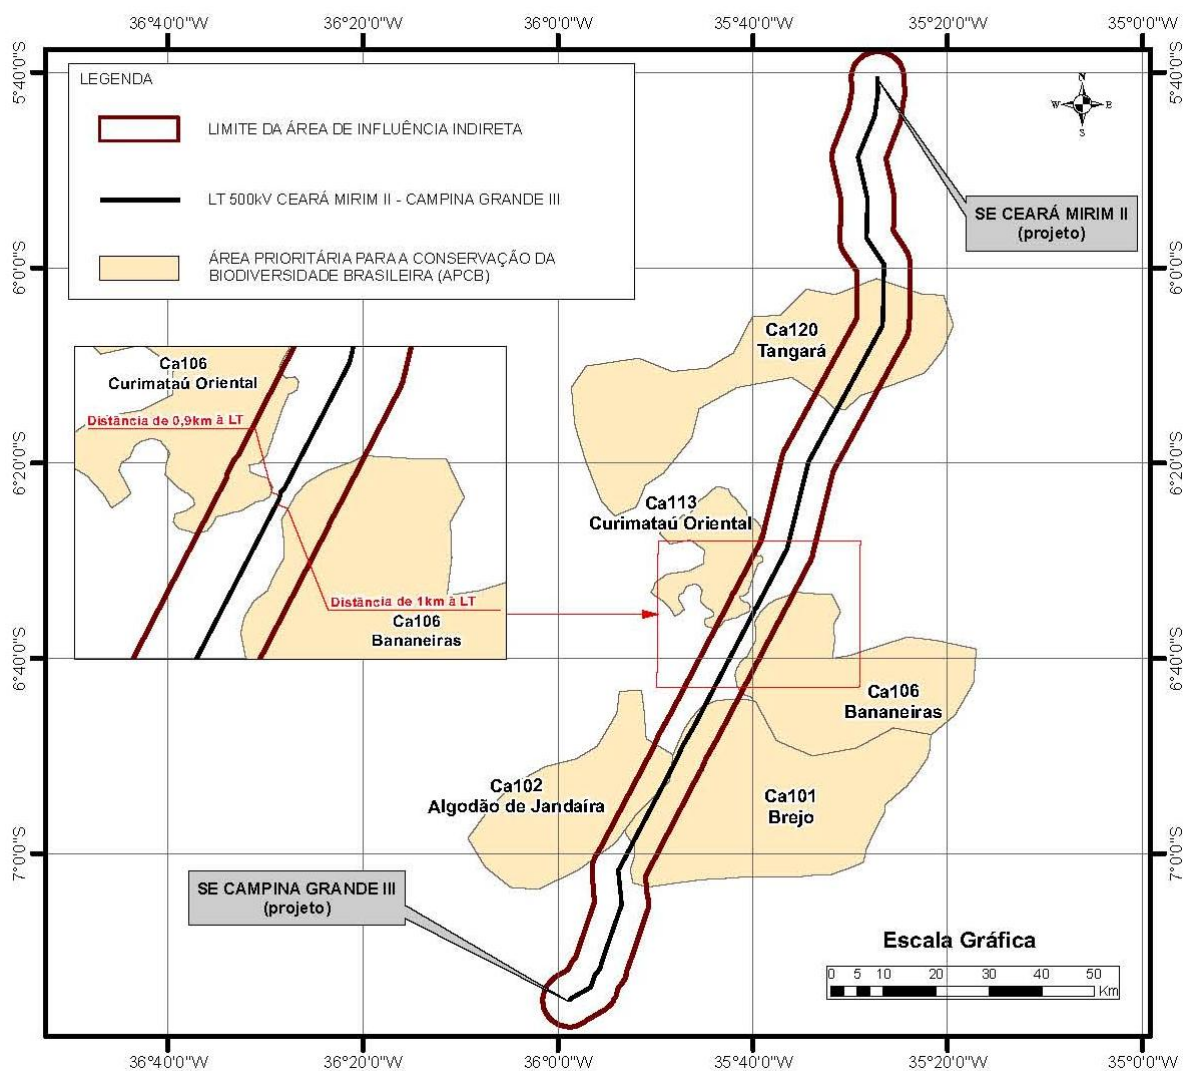 36°40'0"W 36°20'0"W 36°0'0"W 35°40'0"W 35°20'0"W 35°0'0"W
5°40'0"S
6°0'0"S
6°20'0"S
6°40'0"S
7°0'0"S
LEGENDA
LIMITE DA ÁREA DE INFLUÊNCIA INDIRETA
LT 500kV CEARÁ MIRIM II - CAMPINA GRANDE III
ÁREA PRIORITÁRIA PARA A CONSERVAÇÃO DA
BIODIVERSIDADE BRASILEIRA (APCB)
N
W E
S
SE CEARÁ MIRIM II
(projeto)
Ca120
Tangará
Ca106
Curimataú Oriental
Distância de 0,9km à LT
Distância de 1km à LT
Ca106
Bananeiras
Ca113
Curimataú Oriental
Ca106
Bananeiras
Ca102
Algodão de Jandaíra
Ca101
Brejo
SE CAMPINA GRANDE III
(projeto)
Escala Gráfica
0 5 10 20 30 40 50
Km
5°40'0"S
6°0'0"S
6°20'0"S
6°40'0"S
7°0'0"S
36°40'0"W 36°20'0"W 36°0'0"W 35°40'0"W 35°20'0"W 35°0'0"W